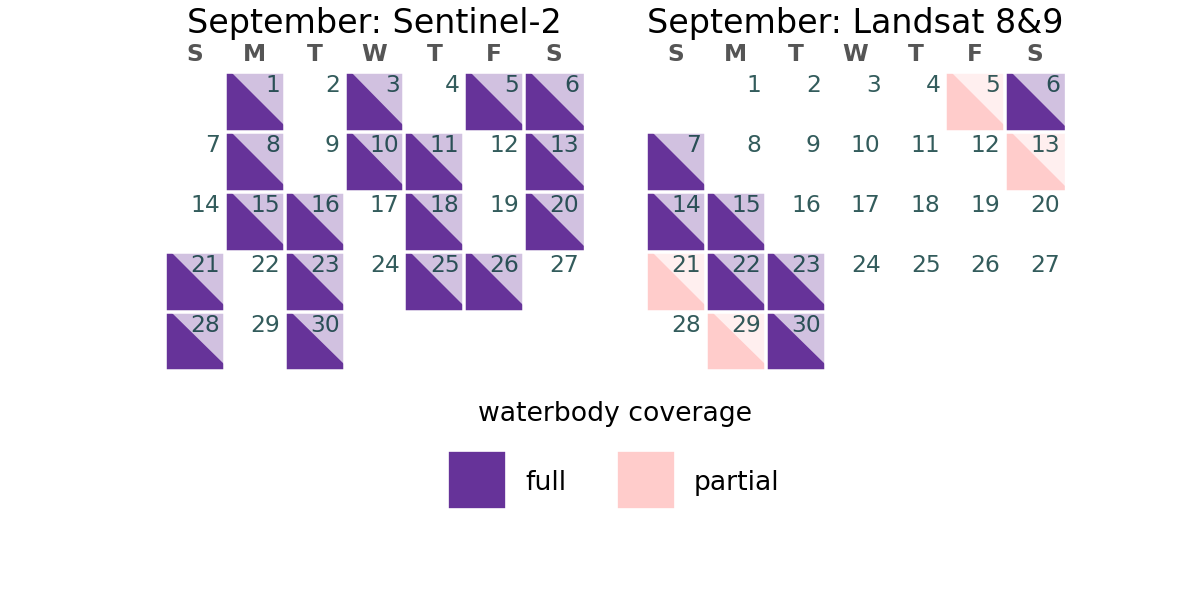 September: Sentinel-2
S M T W T F S
1 2 3 4 5 6
7 8 9 10 11 12 13
14 15 16 17 18 19 20
21 22 23 24 25 26 27
28 29 30
September: Landsat 8&9
S M T W T F S
1 2 3 4 5 6
7 8 9 10 11 12 13
14 15 16 17 18 19 20
21 22 23 24 25 26 27
28 29 30
waterbody coverage
full partial